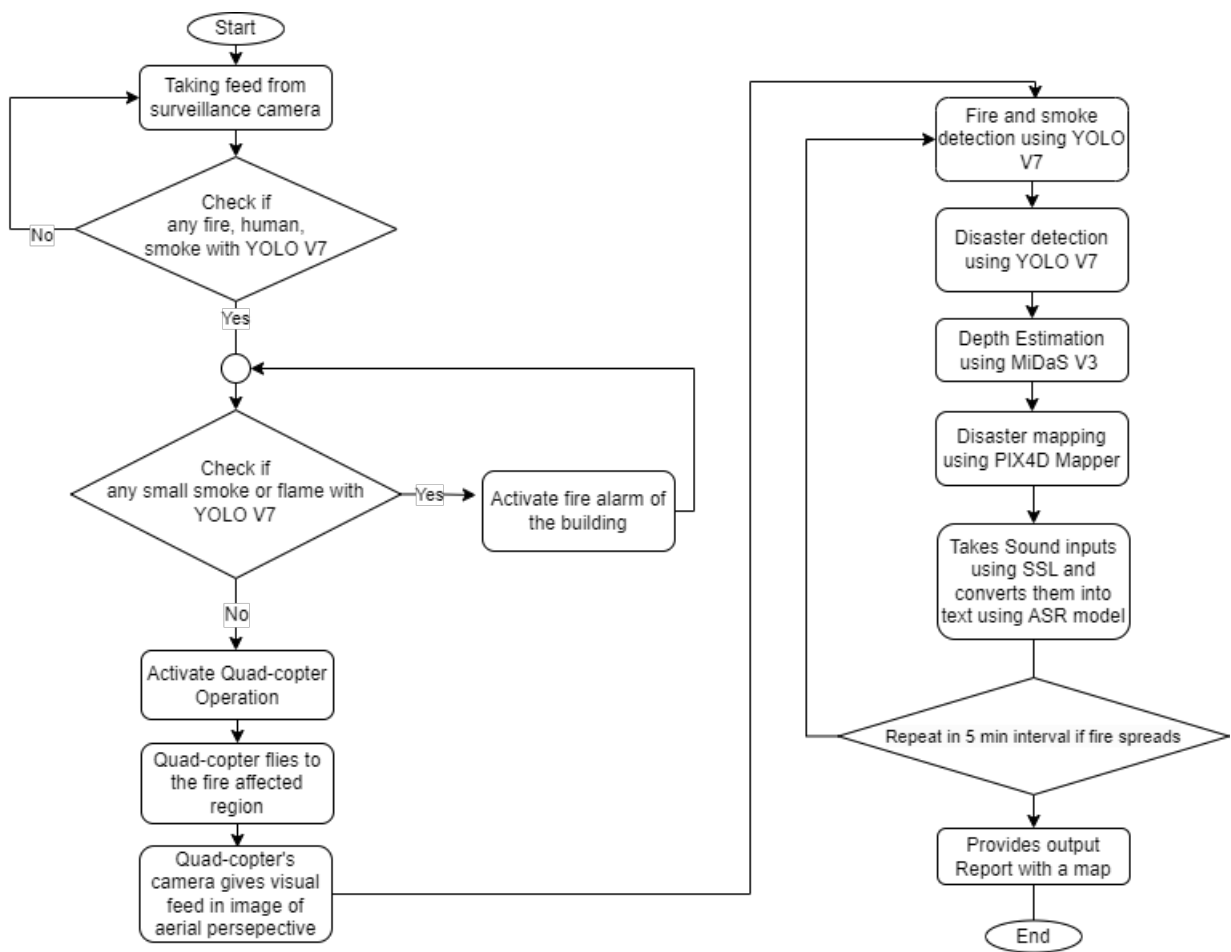 Start
Taking feed from
surveillance camera
Check if
any fire, human,
smoke with YOLO V7
No
Yes
Check if
any small smoke or flame with
YOLO V7
Yes
Activate fire alarm of
the building
No
Activate Quad-copter
Operation
Quad-copter flies to
the fire affected
region
Quad-copter's
camera gives visual
feed in image of
aerial persepective
Fire and smoke
detection using YOLO
V7
Disaster detection
using YOLO V7
Depth Estimation
using MiDaS V3
Disaster mapping
using PIX4D Mapper
Takes Sound inputs
using SSL and
converts them into
text using ASR model
Repeat in 5 min interval if fire spreads
Provides output
Report with a map
End